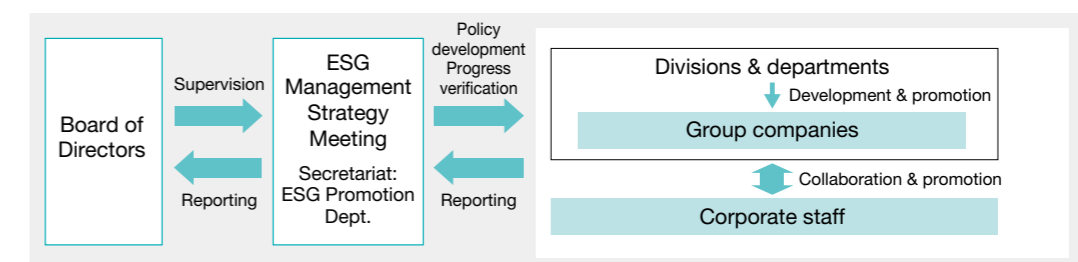 Board of
Directors
Supervision
Reporting
ESG
Management
Strategy
Meeting
Secretariat:
ESG Promotion
Dept.
Policy
development
Progress
verification
Reporting
Divisions & departments
Development & promotion
Group companies
Collaboration & promotion
Corporate staff